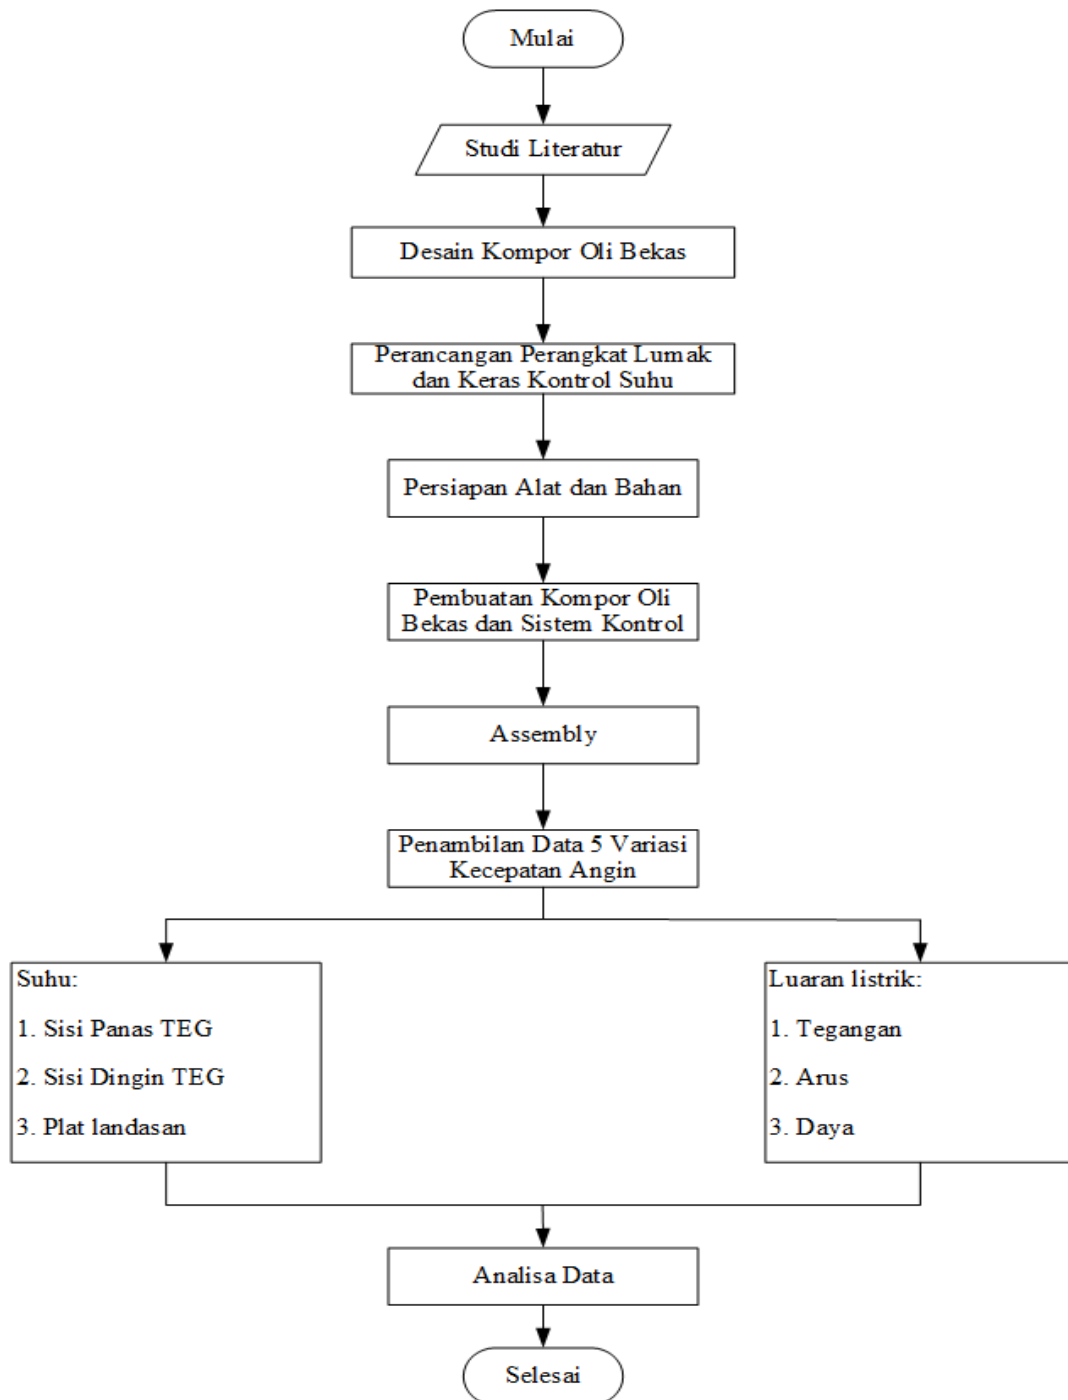 Mulai
Studi Literatur
Desain Kompor Oli Bekas
Perancangan Perangkat Lumak
dan Keras Kontrol Suhu
Persiapan Alat dan Bahan
Pembuatan Kompor Oli
Bekas dan Sistem Kontrol
Assembly
Penambilan Data 5 Variasi
Kecepatan Angin
Suhu:
1. Sisi Panas TEG
2. Sisi Dingin TEG
3. Plat landasan
Luaran listrik:
1. Tegangan
2. Arus
3. Daya
Analisa Data
Selesai